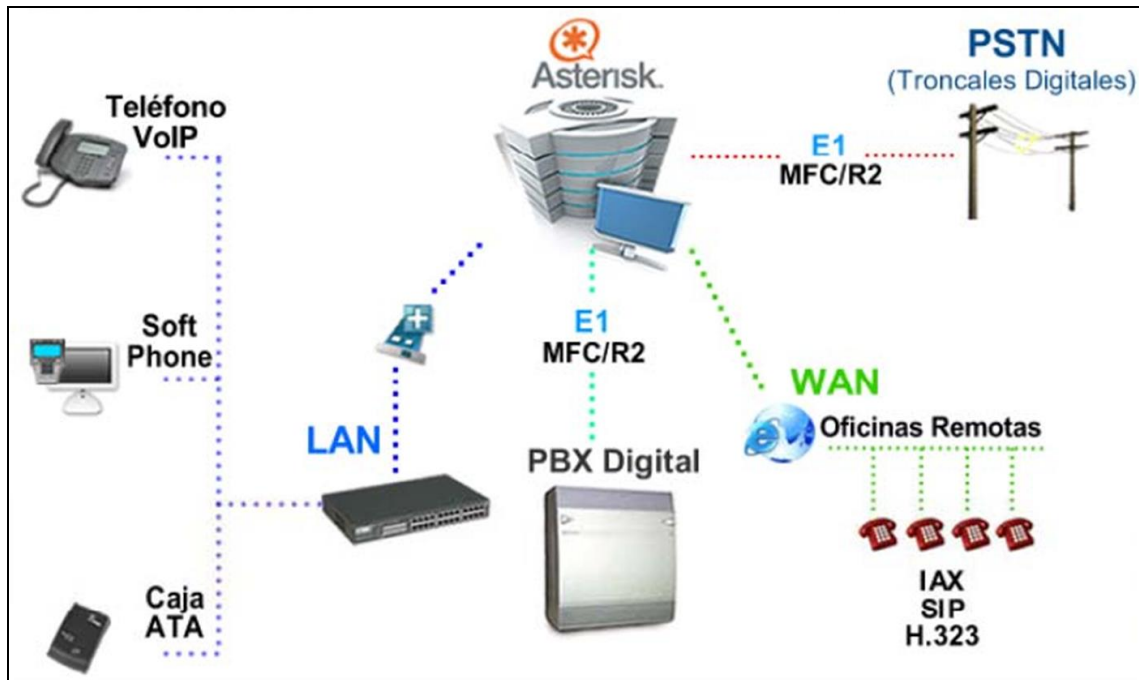 Asterisk.
PSTN
(Troncales Digitales)
Teléfono
VoIP
E1
MFC/R2
Soft
Phone
E1
MFC/R2
WAN
Oficinas Remotas
LAN
PBX Digital
Caja
ATA
IAX
SIP
H.323